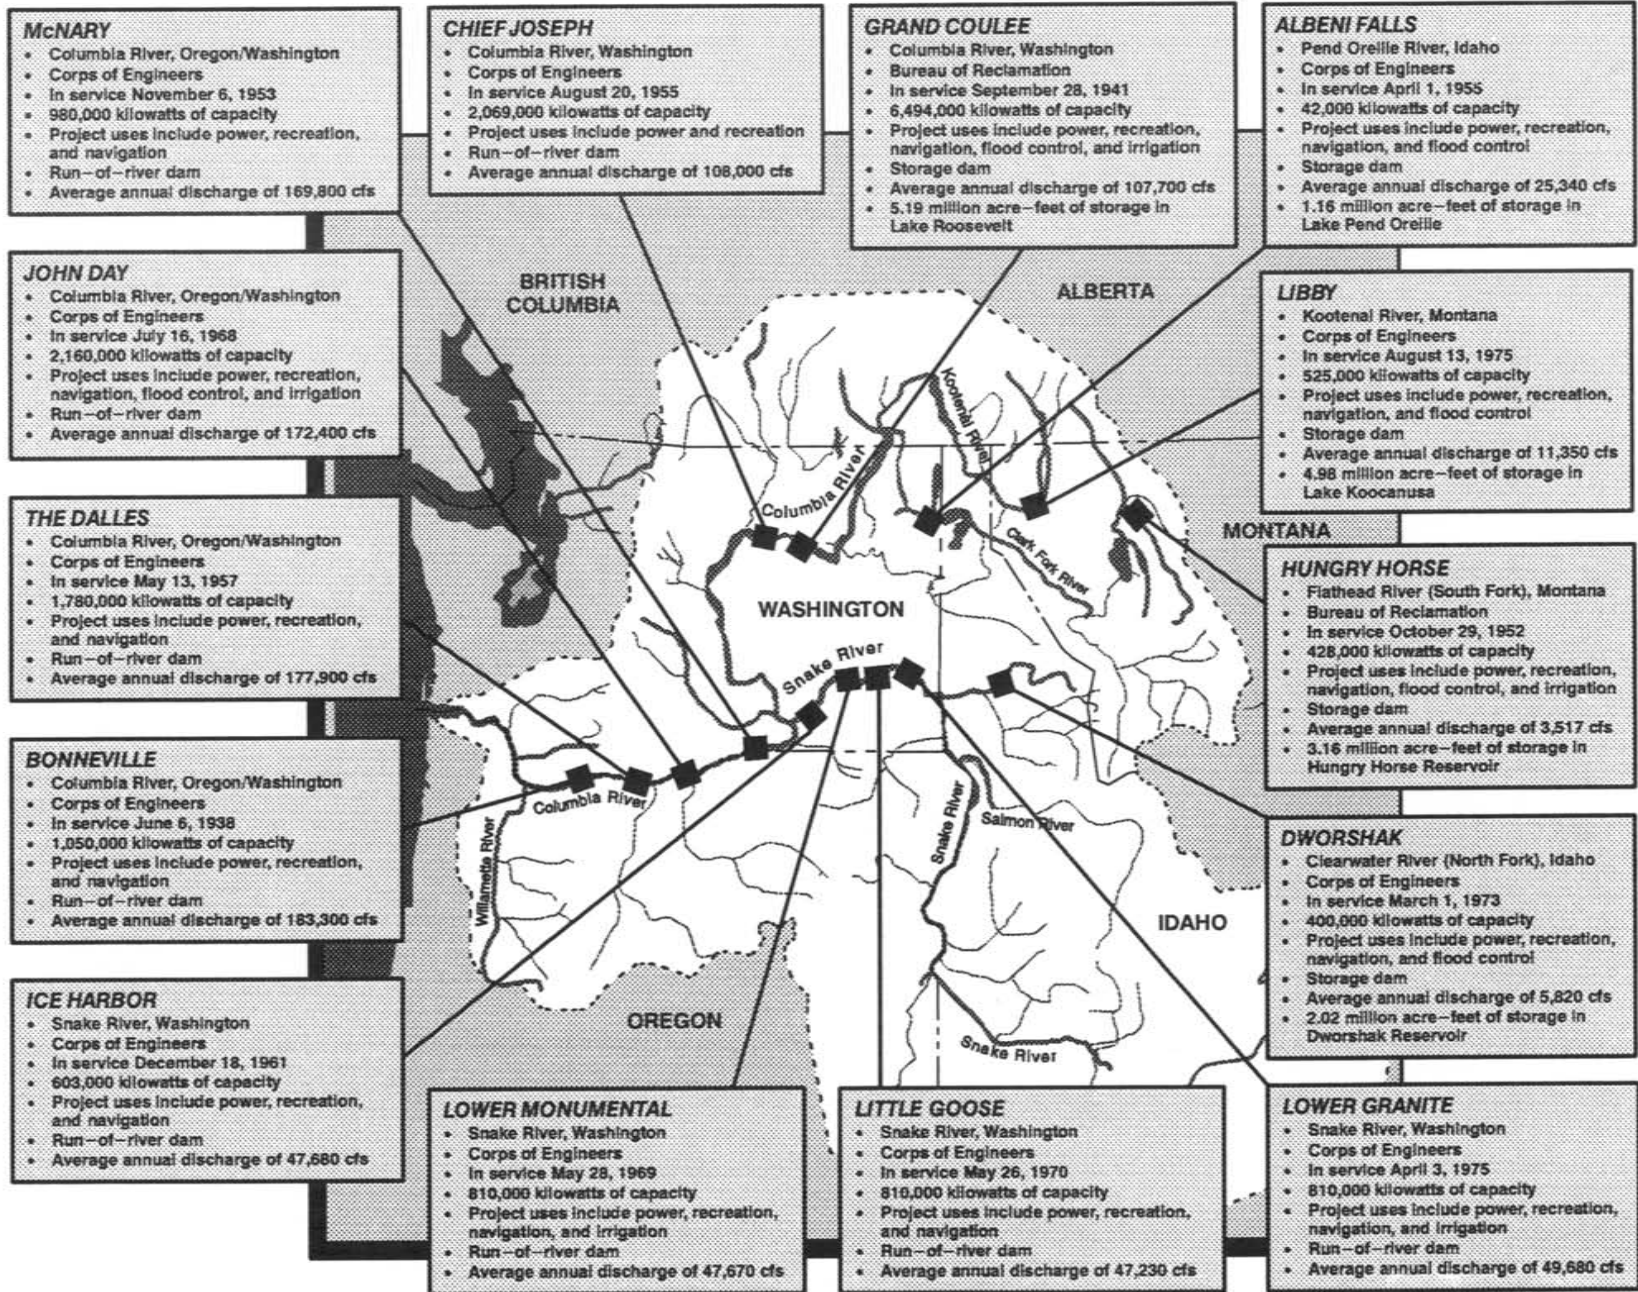 McNARY
• Columbia River, Oregon/Washington
• Corps of Engineers
• In service November 6, 1953
• 980,000 kilowatts of capacity
• Project uses include power, recreation,
and navigation
• Run-of-river dam
• Average annual discharge of 169,800 cfs
CHIEF JOSEPH
• Columbia River, Washington
• Corps of Engineers
• In service August 20, 1955
• 2,069,000 kilowatts of capacity
• Project uses include power and recreation
• Run-of-river dam
• Average annual discharge of 108,000 cfs
GRAND COULEE
• Columbia River, Washington
• Bureau of Reclamation
• In service September 28, 1941
• 6,494,000 kilowatts of capacity
• Project uses include power, recreation,
navigation, flood control, and irrigation
• Storage dam
• Average annual discharge of 107,700 cfs
• 5.19 million acre-feet of storage in
Lake Roosevelt
ALBENI FALLS
• Pend Oreille River, Idaho
• Corps of Engineers
• In service April 1, 1955
• 42,000 kilowatts of capacity
• Project uses include power, recreation,
navigation, and flood control
• Storage dam
• Average annual discharge of 25,340 cfs
• 1.16 million acre-feet of storage in
Lake Pend Oreille
JOHN DAY
• Columbia River, Oregon/Washington
• Corps of Engineers
• In service July 16, 1968
• 2,160,000 kilowatts of capacity
• Project uses include power, recreation,
navigation, flood control, and irrigation
• Run-of-river dam
• Average annual discharge of 172,400 cfs
LIBBY
• Kootenai River, Montana
• Corps of Engineers
• In service August 13, 1975
• 525,000 kilowatts of capacity
• Project uses include power, recreation,
navigation, and flood control
• Storage dam
• Average annual discharge of 11,350 cfs
• 4.98 million acre-feet of storage in
Lake Koocanusa
THE DALLES
• Columbia River, Oregon/Washington
• Corps of Engineers
• In service May 13, 1957
• 1,780,000 kilowatts of capacity
• Project uses include power, recreation,
and navigation
• Run-of-river dam
• Average annual discharge of 177,900 cfs
HUNGRY HORSE
• Flathead River (South Fork), Montana
• Bureau of Reclamation
• In service October 29, 1952
• 428,000 kilowatts of capacity
• Project uses include power, recreation,
navigation, flood control, and irrigation
• Storage dam
• Average annual discharge of 3,517 cfs
• 3.16 million acre-feet of storage in
Hungry Horse Reservoir
BONNEVILLE
• Columbia River, Oregon/Washington
• Corps of Engineers
• In service June 6, 1938
• 1,050,000 kilowatts of capacity
• Project uses include power, recreation,
and navigation
• Run-of-river dam
• Average annual discharge of 183,300 cfs
DWORSHAK
• Clearwater River (North Fork), Idaho
• Corps of Engineers
• In service March 1, 1973
• 400,000 kilowatts of capacity
• Project uses include power, recreation,
navigation, and flood control
• Storage dam
• Average annual discharge of 5,820 cfs
• 2.02 million acre-feet of storage in
Dworshak Reservoir
ICE HARBOR
• Snake River, Washington
• Corps of Engineers
• In service December 18, 1961
• 603,000 kilowatts of capacity
• Project uses include power, recreation,
and navigation
• Run-of-river dam
• Average annual discharge of 47,680 cfs
LOWER MONUMENTAL
• Snake River, Washington
• Corps of Engineers
• In service May 28, 1969
• 810,000 kilowatts of capacity
• Project uses include power, recreation,
navigation, and irrigation
• Run-of-river dam
• Average annual discharge of 47,670 cfs
LITTLE GOOSE
• Snake River, Washington
• Corps of Engineers
• In service May 26, 1970
• 810,000 kilowatts of capacity
• Project uses include power, recreation,
and navigation
• Run-of-river dam
• Average annual discharge of 47,230 cfs
LOWER GRANITE
• Snake River, Washington
• Corps of Engineers
• In service April 3, 1975
• 810,000 kilowatts of capacity
• Project uses include power, recreation,
navigation, and irrigation
• Run-of-river dam
• Average annual discharge of 49,680 cfs
BRITISH
COLUMBIA
ALBERTA
Kootenai River
Columbia River
MONTANA
Clark Fork River
WASHINGTON
Snake River
Columbia River
Willamette River
Snake River
Salmon River
IDAHO
OREGON
Snake River